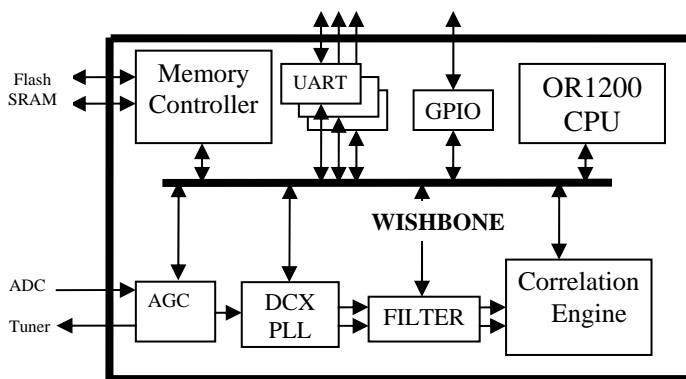 Flash
SRAM
Memory
Controller
UART
GPIO
OR1200
CPU
WISHBONE
ADC
Tuner
AGC
DCX
PLL
FILTER
Correlation
Engine